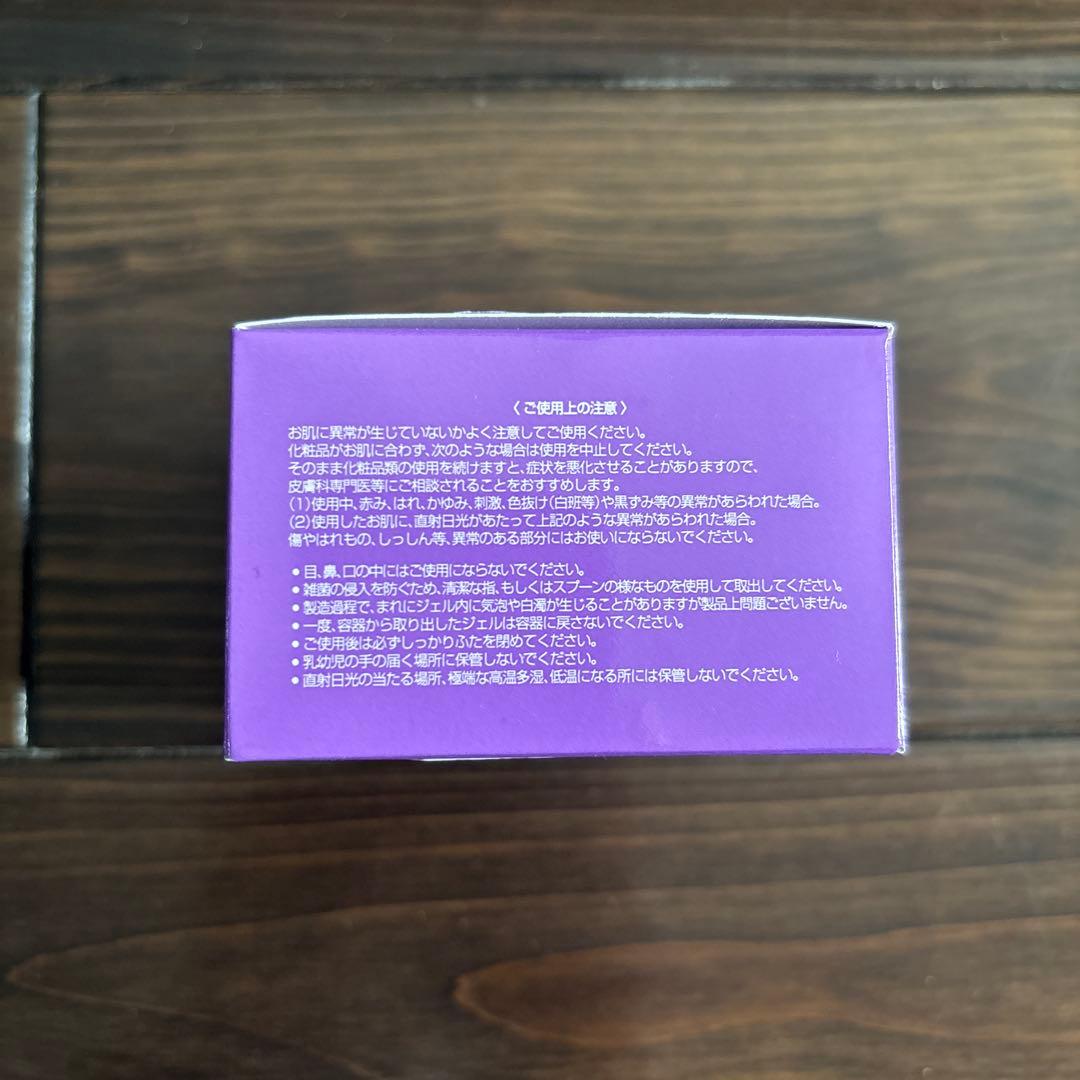 〈ご使用上の注意〉
お肌に異常が生じていないかよく注意してご使用ください。
化粧品がお肌に合わず、次のような場合は使用を中止してください。
そのまま化粧品類の使用を続けますと、症状を悪化させることがありますので、
皮膚科専門医等にご相談されることをおすすめします。
(1)使用中、赤み、はれ、かゆみ、刺激、色抜け(白班等)や黒ずみ等の異常があらわれた場合。
(2)使用したお肌に、直射日光があたって上記のような異常があらわれた場合。
傷やはれもの、しっしん等、異常のある部分にはお使いにならないでください。
●目、鼻、口の中にはご使用にならないでください。
●雑菌の侵入を防ぐため、清潔な指、もしくはスプーンの様なものを使用して取出してください。
●製造過程で、まれにジェル内に気泡や白濁が生じることがありますが製品上問題ございません。
●一度、容器から取り出したジェルは容器に戻さないでください。
●ご使用後は必ずしっかりふたを閉めてください。
●乳幼児の手の届く場所に保管しないでください。
●直射日光の当たる場所、極端な高温多湿、低温になる所には保管しないでください。